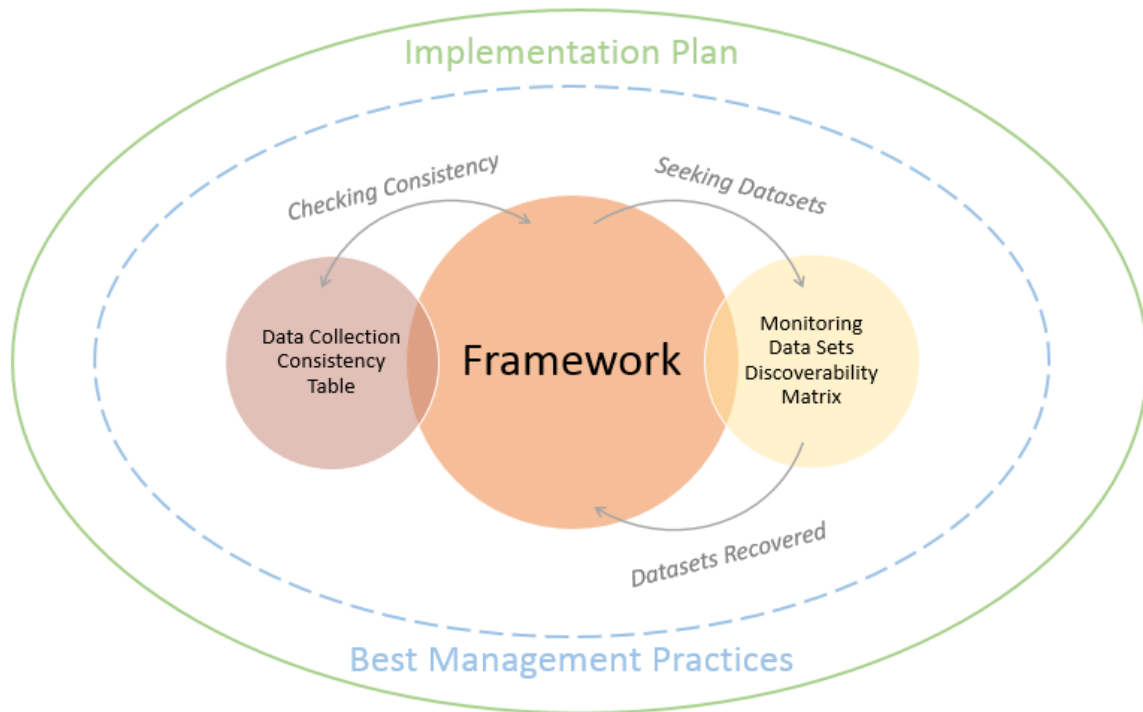 Implementation Plan
Checking Consistency
Seeking Datasets
Data Collection
Consistency
Table
Framework
Monitoring
Data Sets
Discoverability
Matrix
Datasets Recovered
Best Management Practices